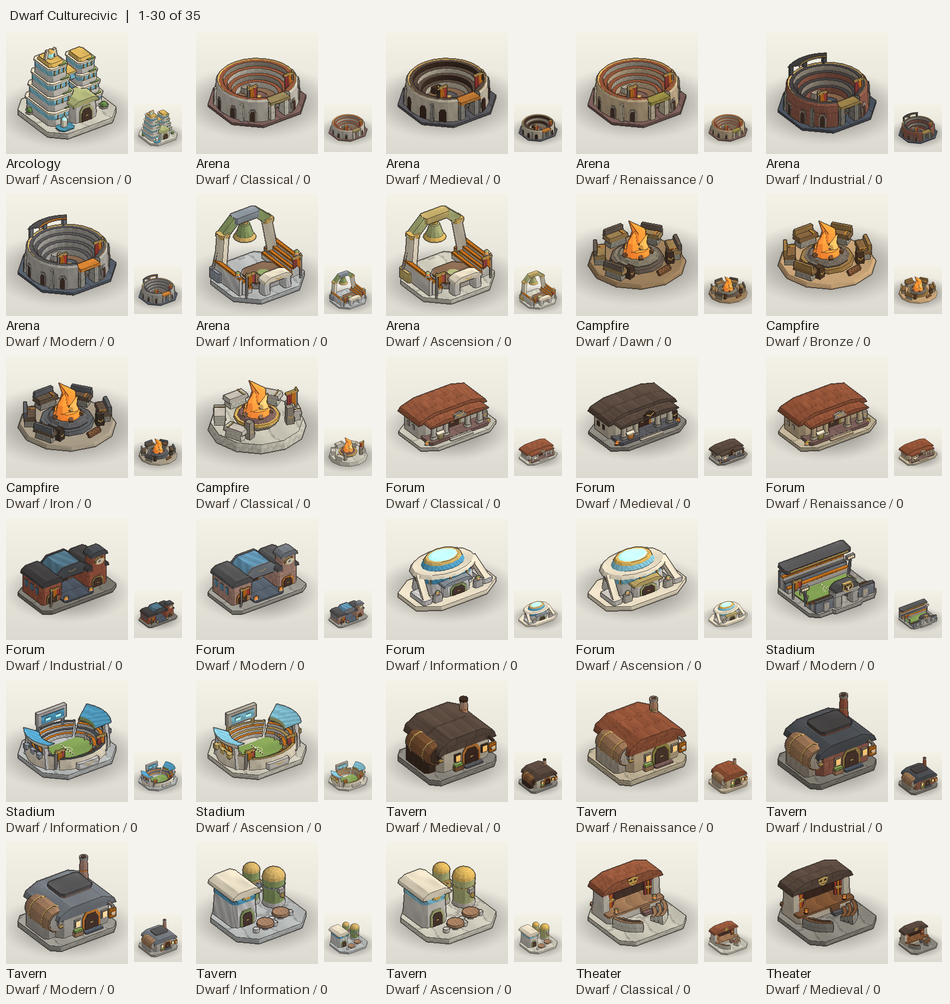 Dwarf Culturecivic | 1-30 of 35
Arcology
Dwarf / Ascension / 0
Arena
Dwarf / Classical / 0
Arena
Dwarf / Medieval / 0
Arena
Dwarf / Renaissance / 0
Arena
Dwarf / Industrial / 0
Arena
Dwarf / Modern / 0
Arena
Dwarf / Information / 0
Arena
Dwarf / Ascension / 0
Campfire
Dwarf / Dawn / 0
Campfire
Dwarf / Bronze / 0
Campfire
Dwarf / Iron / 0
Campfire
Dwarf / Classical / 0
Forum
Dwarf / Classical / 0
Forum
Dwarf / Medieval / 0
Forum
Dwarf / Renaissance / 0
Forum
Dwarf / Industrial / 0
Forum
Dwarf / Modern / 0
Forum
Dwarf / Information / 0
Forum
Dwarf / Ascension / 0
Stadium
Dwarf / Modern / 0
Stadium
Dwarf / Information / 0
Stadium
Dwarf / Ascension / 0
Tavern
Dwarf / Medieval / 0
Tavern
Dwarf / Renaissance / 0
Tavern
Dwarf / Industrial / 0
Tavern
Dwarf / Modern / 0
Tavern
Dwarf / Information / 0
Tavern
Dwarf / Ascension / 0
Theater
Dwarf / Classical / 0
Theater
Dwarf / Medieval / 0